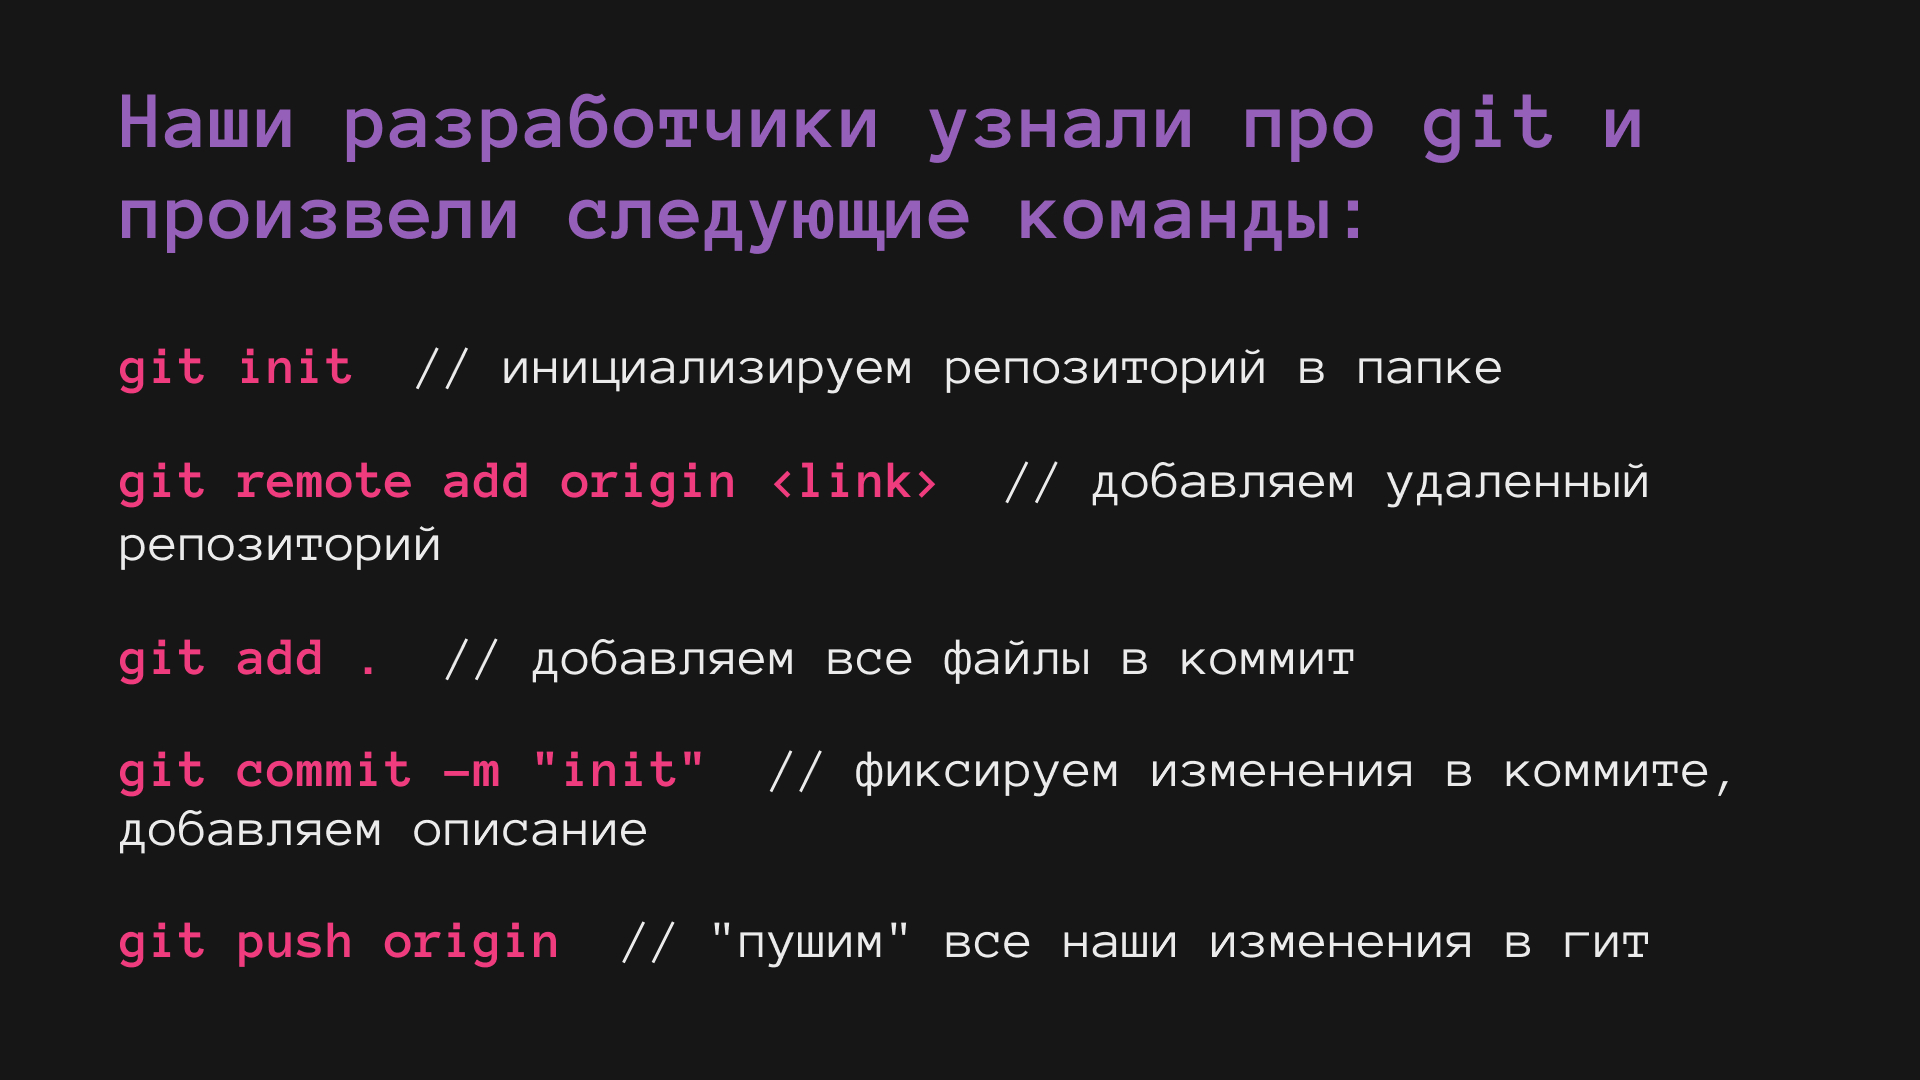 Наши разработчики узнали про git и
произвели следующие команды:
git init // инициализируем репозиторий в папке
git remote add origin <link> // добавляем удаленный
репозиторий
git add . // добавляем все файлы в коммит
git commit -m "init" // фиксируем изменения в коммите,
добавляем описание
git push origin // "пушим" все наши изменения в гит